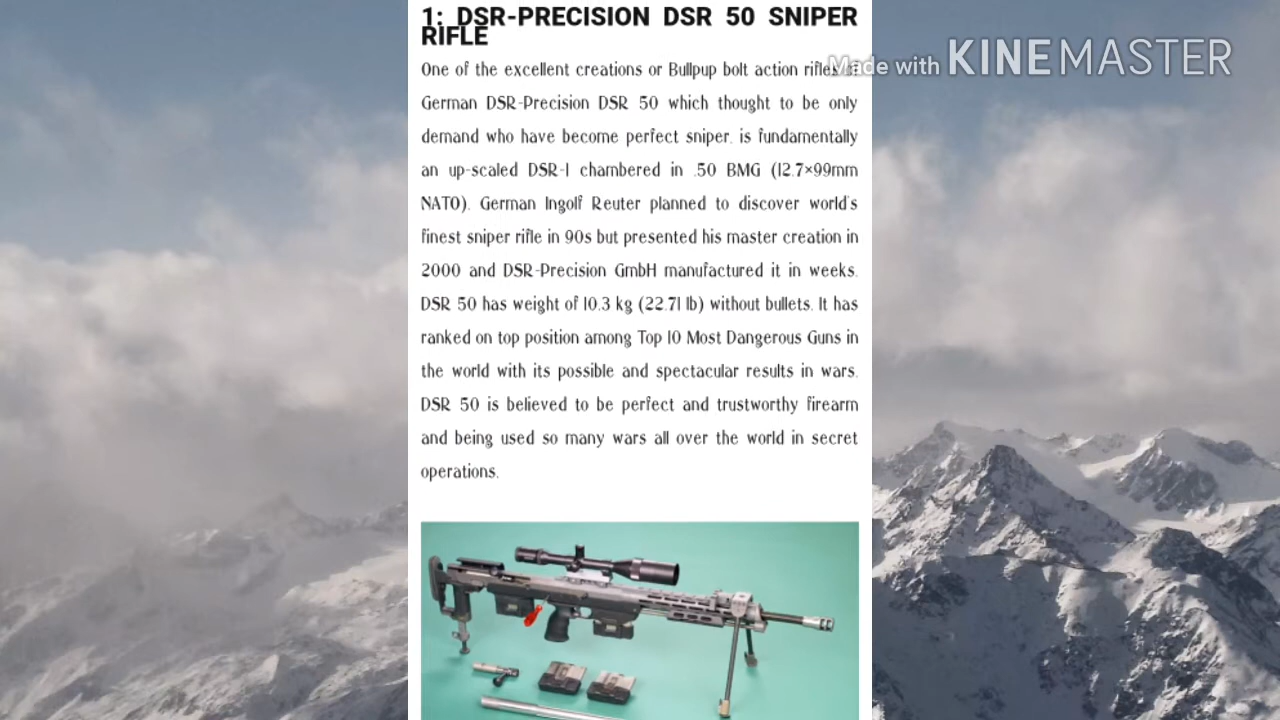 1: DSR-PRECISION DSR 50 SNIPER
RIFLE
One of the excellent creations or Bullpup bolt action rifles
Made with KINEMASTER
German DSR-Precision DSR 50 which thought to be only
demand who have become perfect sniper. is fundamentally
an up-scaled DSR-1 chambered in .50 BMG (12.7×99mm
NATO). German Ingolf Reuter planned to discover world's
finest sniper rifle in 90s but presented his master creation in
2000 and DSR-Precision GmbH manufactured it in weeks.
DSR 50 has weight of 10.3 kg (22.71 lb) without bullets. It has
ranked on top position among Top 10 Most Dangerous Guns in
the world with its possible and spectacular results in wars.
DSR 50 is believed to be perfect and trustworthy firearm
and being used so many wars all over the world in secret
operations.